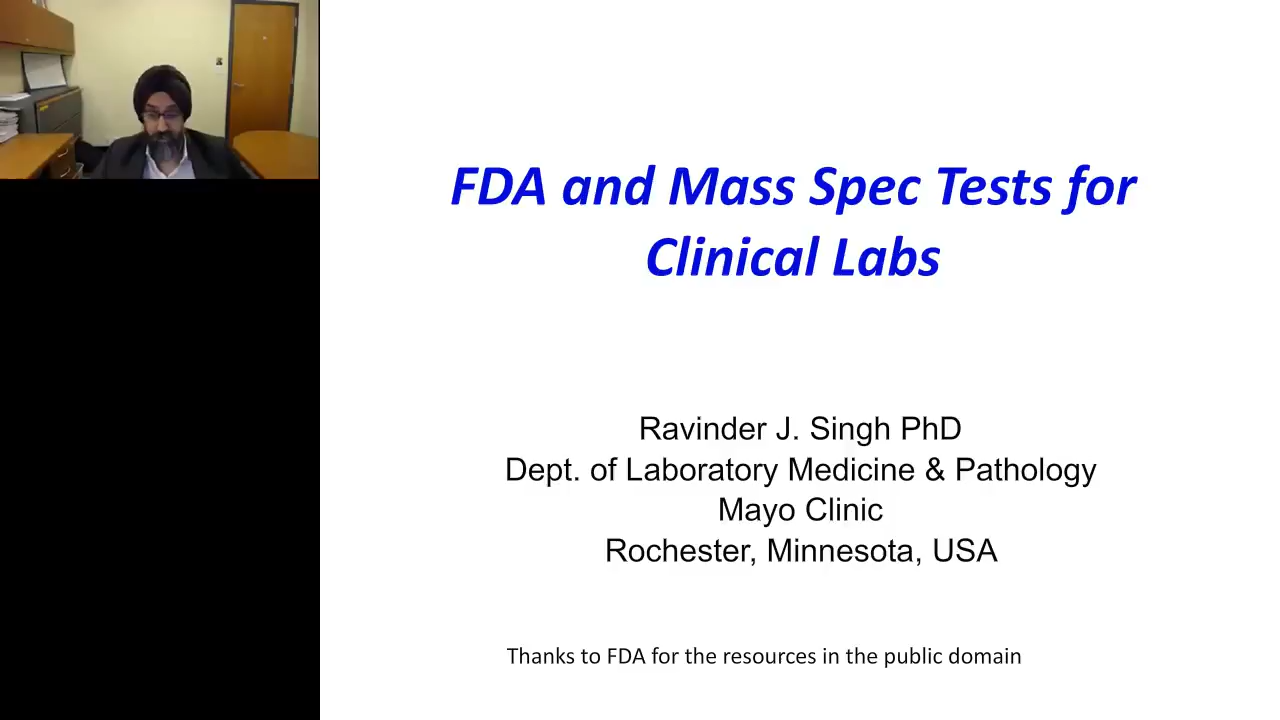 FDA and Mass Spec Tests for
Clinical Labs
Ravinder J. Singh PhD
Dept. of Laboratory Medicine & Pathology
Mayo Clinic
Rochester, Minnesota, USA
Thanks to FDA for the resources in the public domain